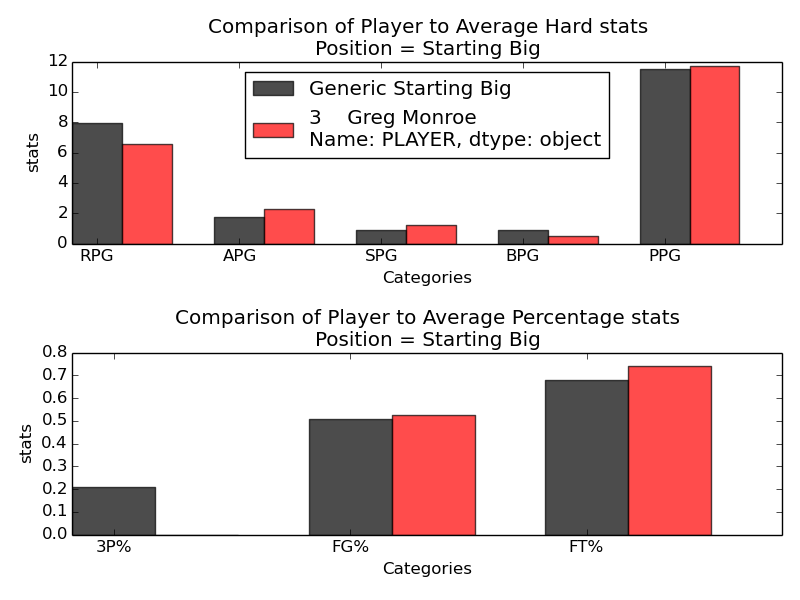 Comparison of Player to Average Hard stats
Position = Starting Big
12
10
8
6
4
2
0
stats
Generic Starting Big
3 Greg Monroe
Name: PLAYER, dtype: object
RPG APG SPG BPG PPG
Categories
Comparison of Player to Average Percentage stats
Position = Starting Big
0.8
0.7
0.6
0.5
0.4
0.3
0.2
0.1
0.0
stats
3P% FG% FT%
Categories